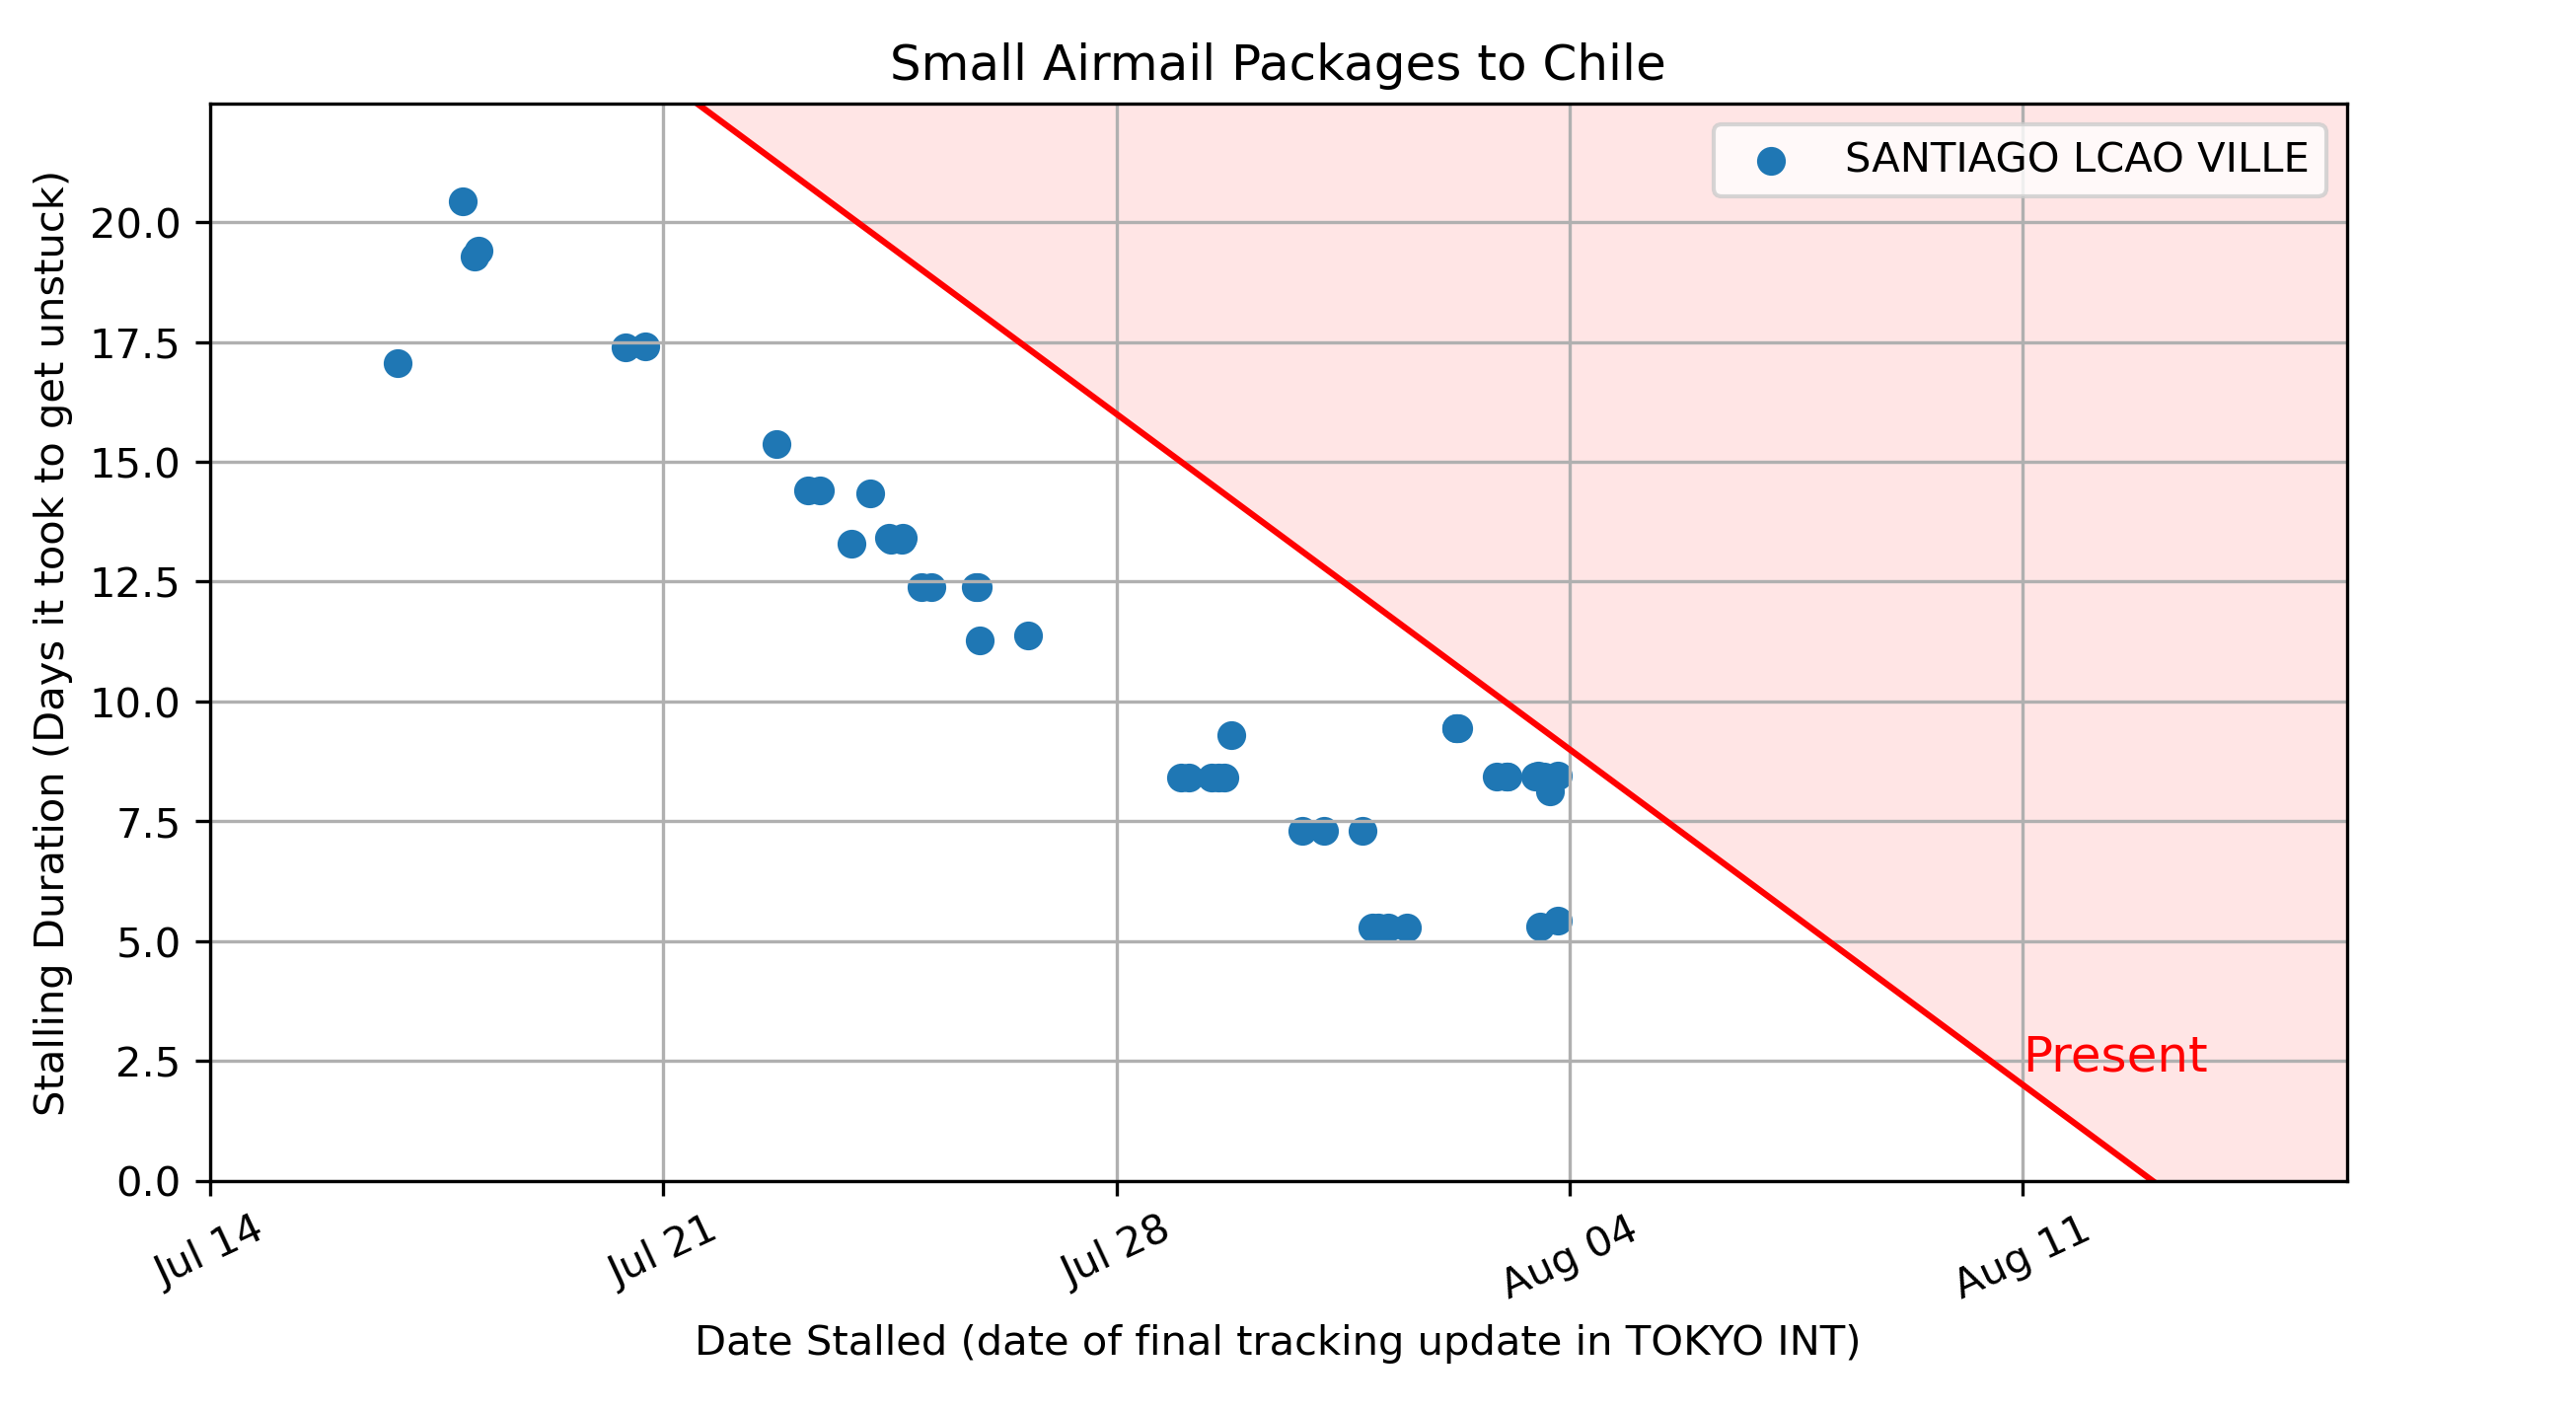 Small Airmail Packages to Chile
SANTIAGO LCAO VILLE
Stalling Duration (Days it took to get unstuck)
20.0
17.5
15.0
12.5
10.0
7.5
5.0
2.5
0.0
Present
Jul 14
Jul 21
Jul 28
Aug 04
Aug 11
Date Stalled (date of final tracking update in TOKYO INT)